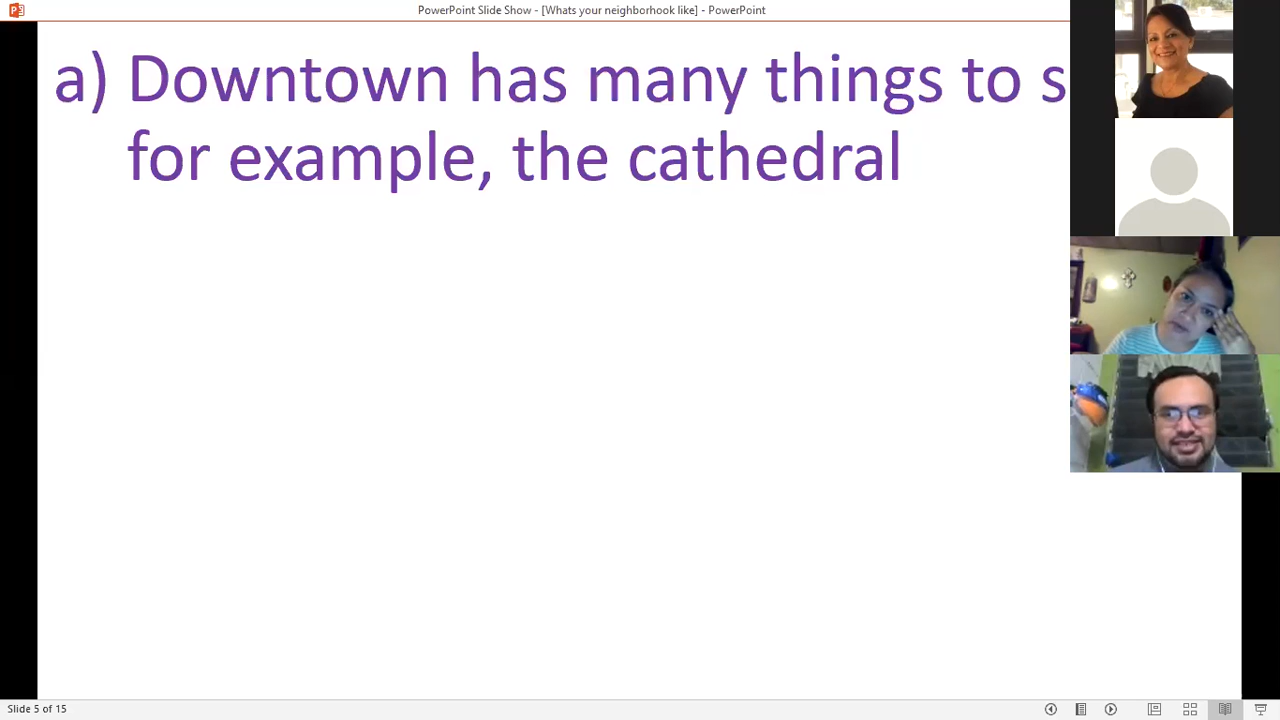 PowerPoint Slide Show - [Whats your neighborhook like] - PowerPoint
a) Downtown has many things to s
for example, the cathedral
Slide 5 of 15